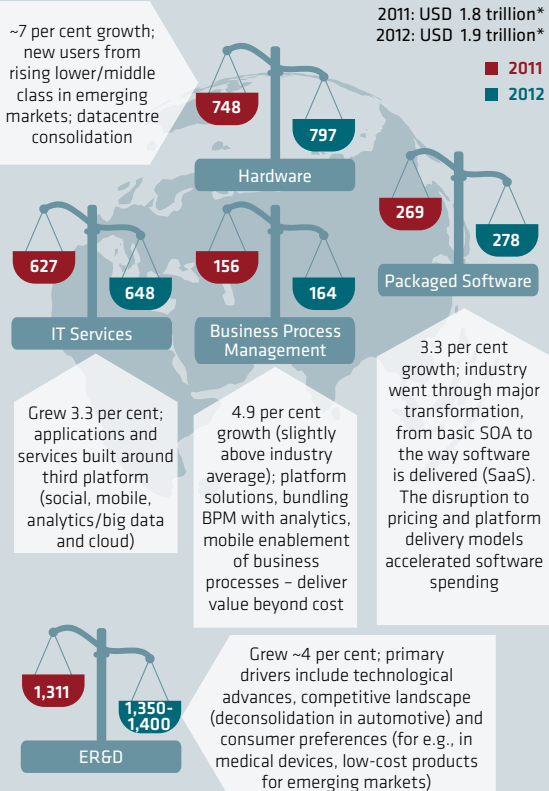 2011: USD 1.8 trillion*
2012: USD 1.9 trillion*
2011
2012
~7 per cent growth;
new users from
rising lower/middle
class in emerging
markets; datacentre
consolidation
748
797
Hardware
269
278
Packaged Software
627
648
IT Services
156
164
Business Process
Management
3.3 per cent
growth; industry
went through major
transformation,
from basic SOA to
the way software
is delivered (SaaS).
The disruption to
pricing and platform
delivery models
accelerated software
spending
Grew 3.3 per cent;
applications and
services built around
third platform
(social, mobile,
analytics/big data
and cloud)
4.9 per cent
growth (slightly
above industry
average); platform
solutions, bundling
BPM with analytics,
mobile enablement
of business
processes – deliver
value beyond cost
1,311
1,350-
1,400
ER&D
Grew ~4 per cent; primary
drivers include technological
advances, competitive landscape
(deconsolidation in automotive) and
consumer preferences (for e.g., in
medical devices, low-cost products
for emerging markets)